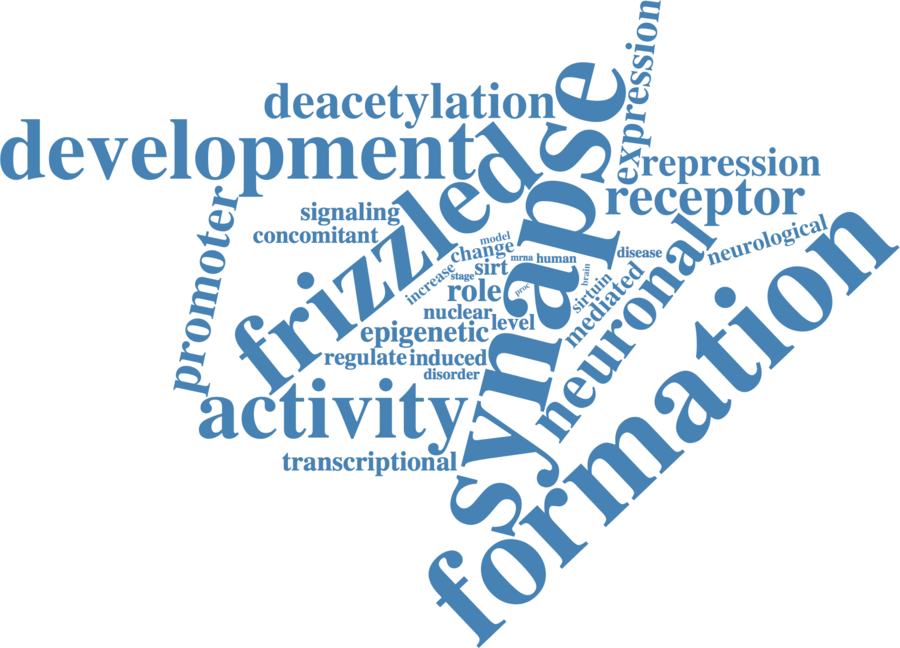 expression
deacetylation
development
synapse
repression
receptor
frizzled
promoter
signaling
concomitant
neurological
neuronal
formation
model
change
mrna
human
disease
increase
stage
sirt
brain
sirtuin
mediated
role
proc
nuclear
level
epigenetic
regulate
induced
disorder
activity
transcriptional